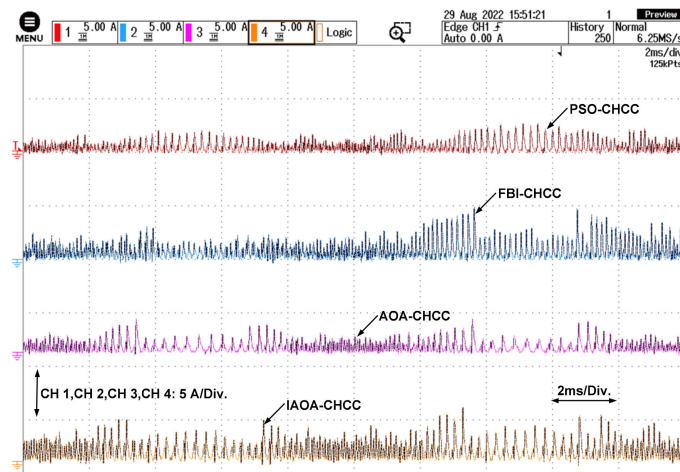 29 Aug 2022 15:51:21 1 Preview
MENU 1 5.00 A 2 5.00 A 3 5.00 A 4 5.00 A Logic Edge CH1 History Normal
Auto 0.00 A 250 6.25MS/s
2ms/div
125kPts
PSO-CHCC
T
FBI-CHCC
AOA-CHCC
CH 1,CH 2,CH 3,CH 4: 5 A/Div.
2ms/Div.
IAOA-CHCC